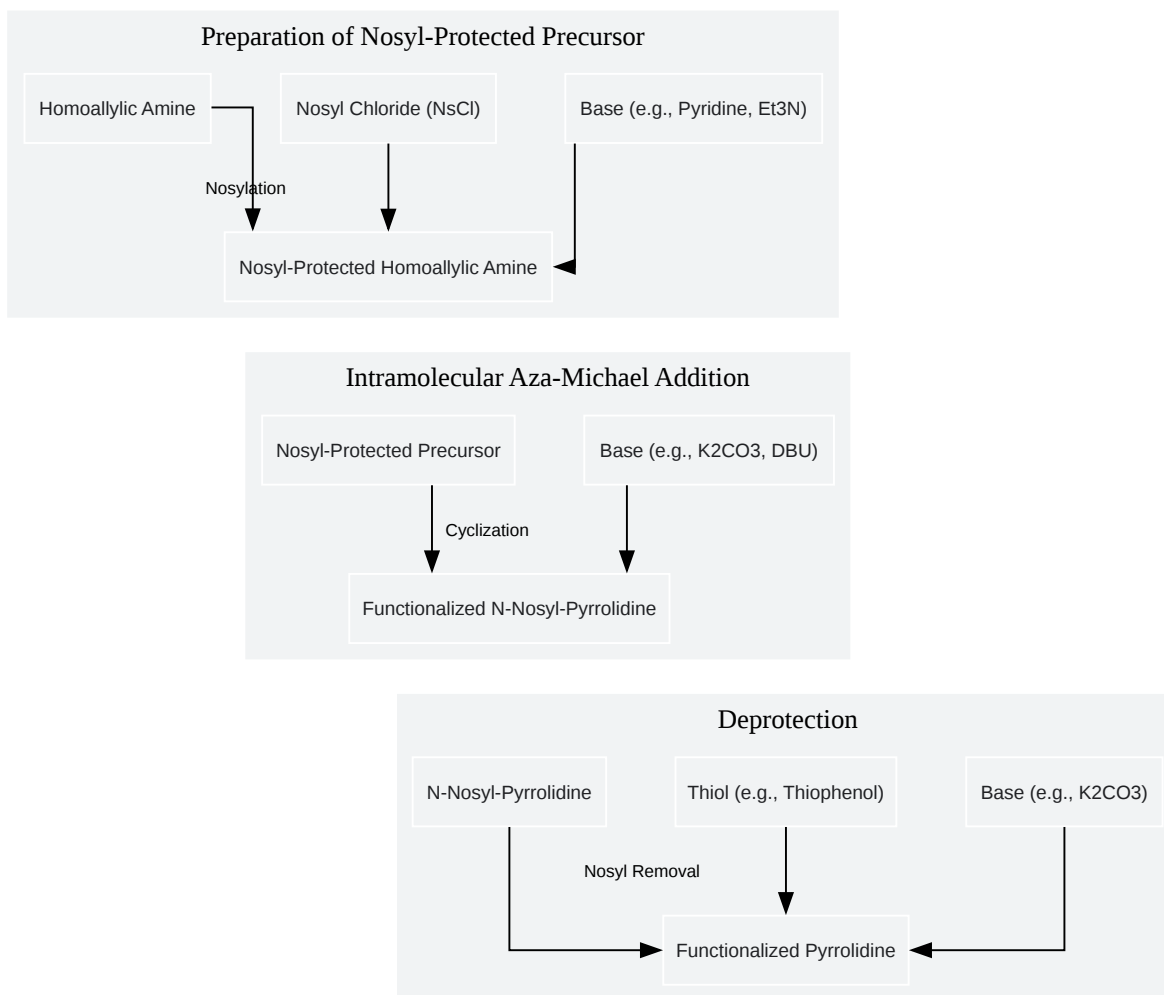 Preparation of Nosyl-Protected Precursor
Homoallylic Amine
Nosyl Chloride (NsCl)
Base (e.g., Pyridine, Et3N)
Nosylation
Nosyl-Protected Homoallylic Amine
Intramolecular Aza-Michael Addition
Nosyl-Protected Precursor
Base (e.g., K2CO3, DBU)
Cyclization
Functionalized N-Nosyl-Pyrrolidine
Deprotection
N-Nosyl-Pyrrolidine
Thiol (e.g., Thiophenol)
Base (e.g., K2CO3)
Nosyl Removal
Functionalized Pyrrolidine